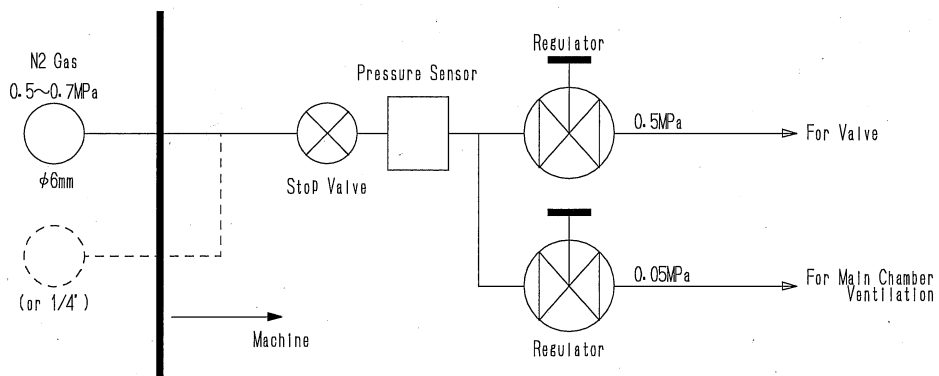 N2 Gas
0.5～0.7MPa
φ6mm
(or 1/4")
Machine
Stop Valve
Pressure Sensor
Regulator
0.5MPa
For Valve
Regulator
0.05MPa
For Main Chamber
Ventilation